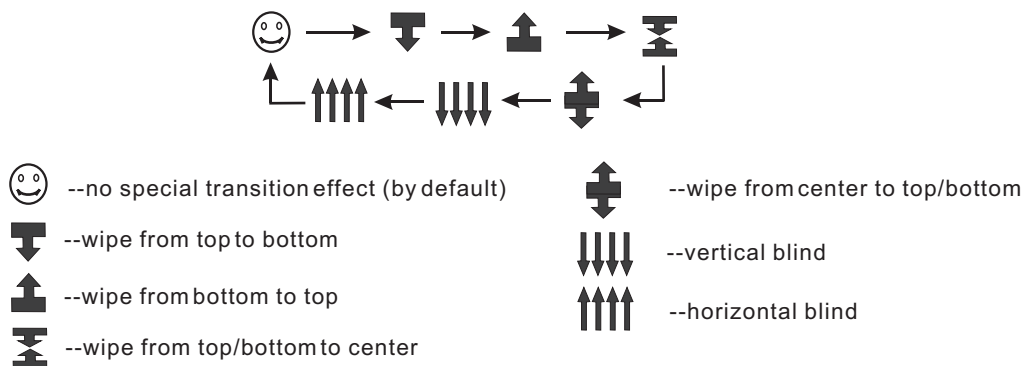 --no special transition effect (by default)
--wipe from top to bottom
--wipe from bottom to top
--wipe from top/bottom to center
--wipe from center to top/bottom
--vertical blind
--horizontal blind